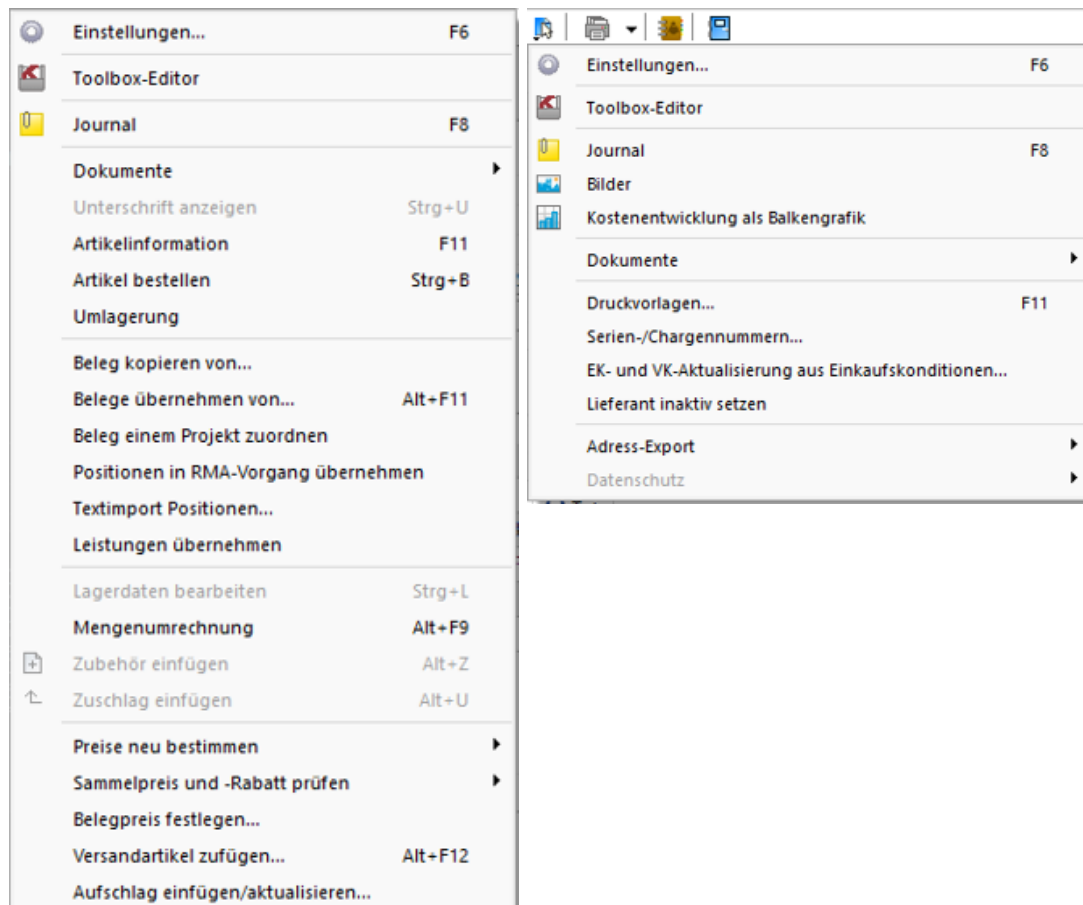 Einstellungen... F6
Toolbox-Editor
Journal F8
Dokumente
Unterschrift anzeigen Strg+U
Artikelinformation F11
Artikel bestellen Strg+B
Umlagerung
Beleg kopieren von...
Belege übernehmen von... Alt+F11
Beleg einem Projekt zuordnen
Positionen in RMA-Vorgang übernehmen
Textimport Positionen...
Leistungen übernehmen
Lagerdaten bearbeiten Strg+L
Mengenumrechnung Alt+F9
Zubehör einfügen Alt+Z
Zuschlag einfügen Alt+U
Preise neu bestimmen
Sammelpreis und -Rabatt prüfen
Belegpreis festlegen...
Versandartikel zufügen... Alt+F12
Aufschlag einfügen/aktualisieren...
Einstellungen... F6
Toolbox-Editor
Journal F8
Bilder
Kostenentwicklung als Balkengrafik
Dokumente
Druckvorlagen... F11
Serien-/Chargennummern...
EK- und VK-Aktualisierung aus Einkaufskonditionen...
Lieferant inaktiv setzen
Adress-Export
Datenschutz